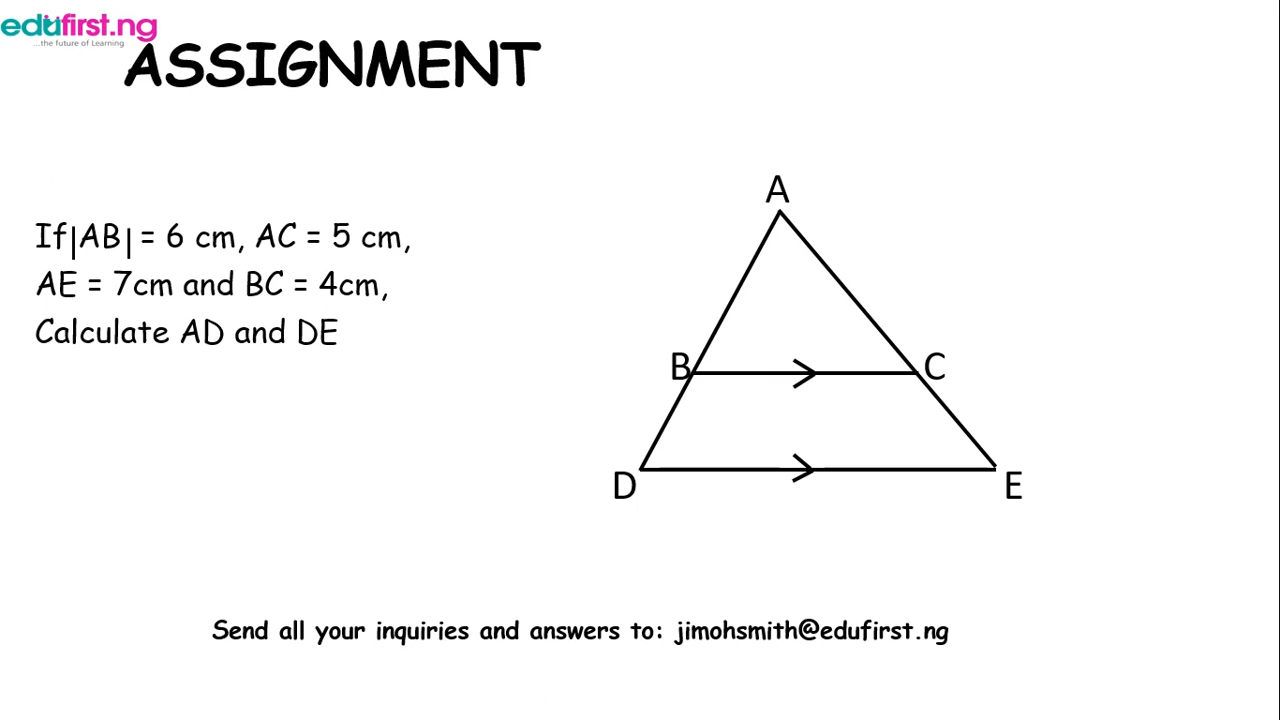 edufirst.ng
...the future of Learning
ASSIGNMENT
If|AB| = 6 cm, AC = 5 cm,
AE = 7cm and BC = 4cm,
Calculate AD and DE
A
B
C
D
E
Send all your inquiries and answers to: jimohsmith@edufirst.ng